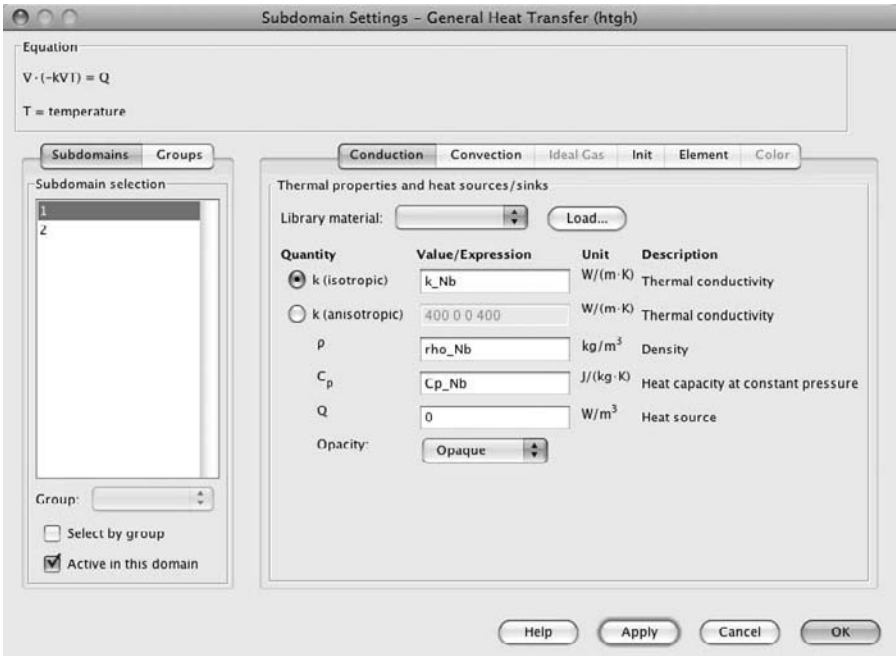 Subdomain Settings – General Heat Transfer (htgh)
Equation
∇·(-k∇T) = Q
T = temperature
Subdomains Groups
Conduction Convection Ideal Gas Init Element Color
Subdomain selection
1
2
Thermal properties and heat sources/sinks
Library material: Load...
Quantity Value/Expression Unit Description
k (isotropic) k_Nb W/(m·K) Thermal conductivity
k (anisotropic) 400 0 0 400 W/(m·K) Thermal conductivity
ρ rho_Nb kg/m³ Density
Cp Cp_Nb J/(kg·K) Heat capacity at constant pressure
Q 0 W/m³ Heat source
Opacity: Opaque
Group:
Select by group
Active in this domain
Help Apply Cancel OK